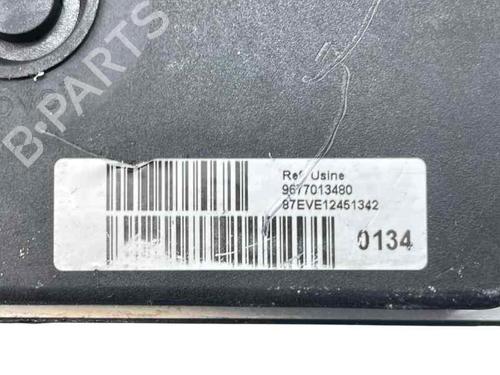 B-PARTS
Ref. Usine
9677013480
87EVE12451342
0134